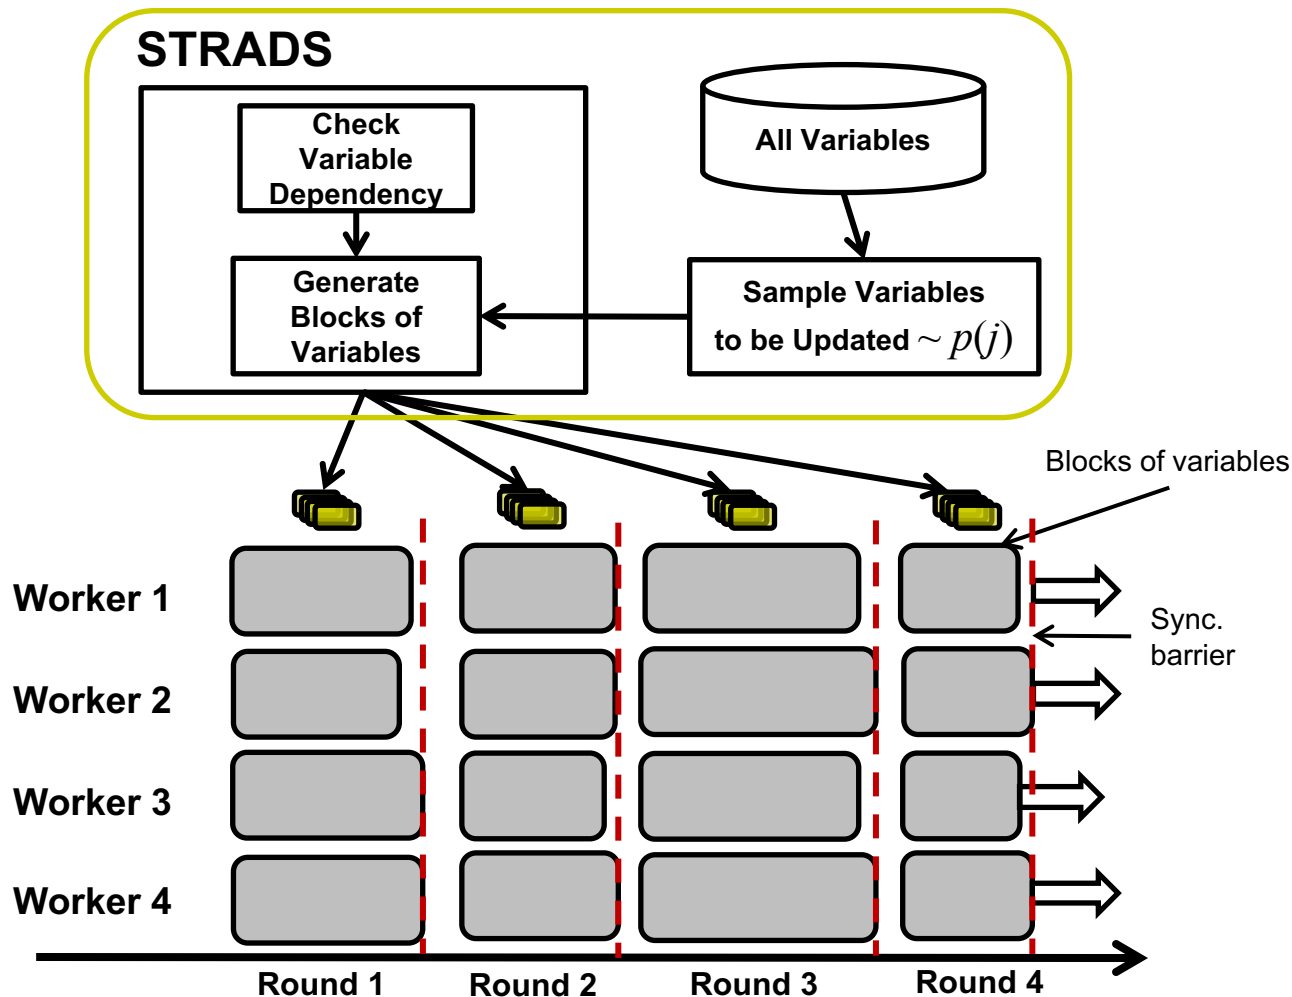 STRADS
Check
Variable
Dependency
All Variables
Generate
Blocks of
Variables
Sample Variables
to be Updated ~ p(j)
Blocks of variables
Worker 1
Sync.
barrier
Worker 2
Worker 3
Worker 4
Round 1
Round 2
Round 3
Round 4